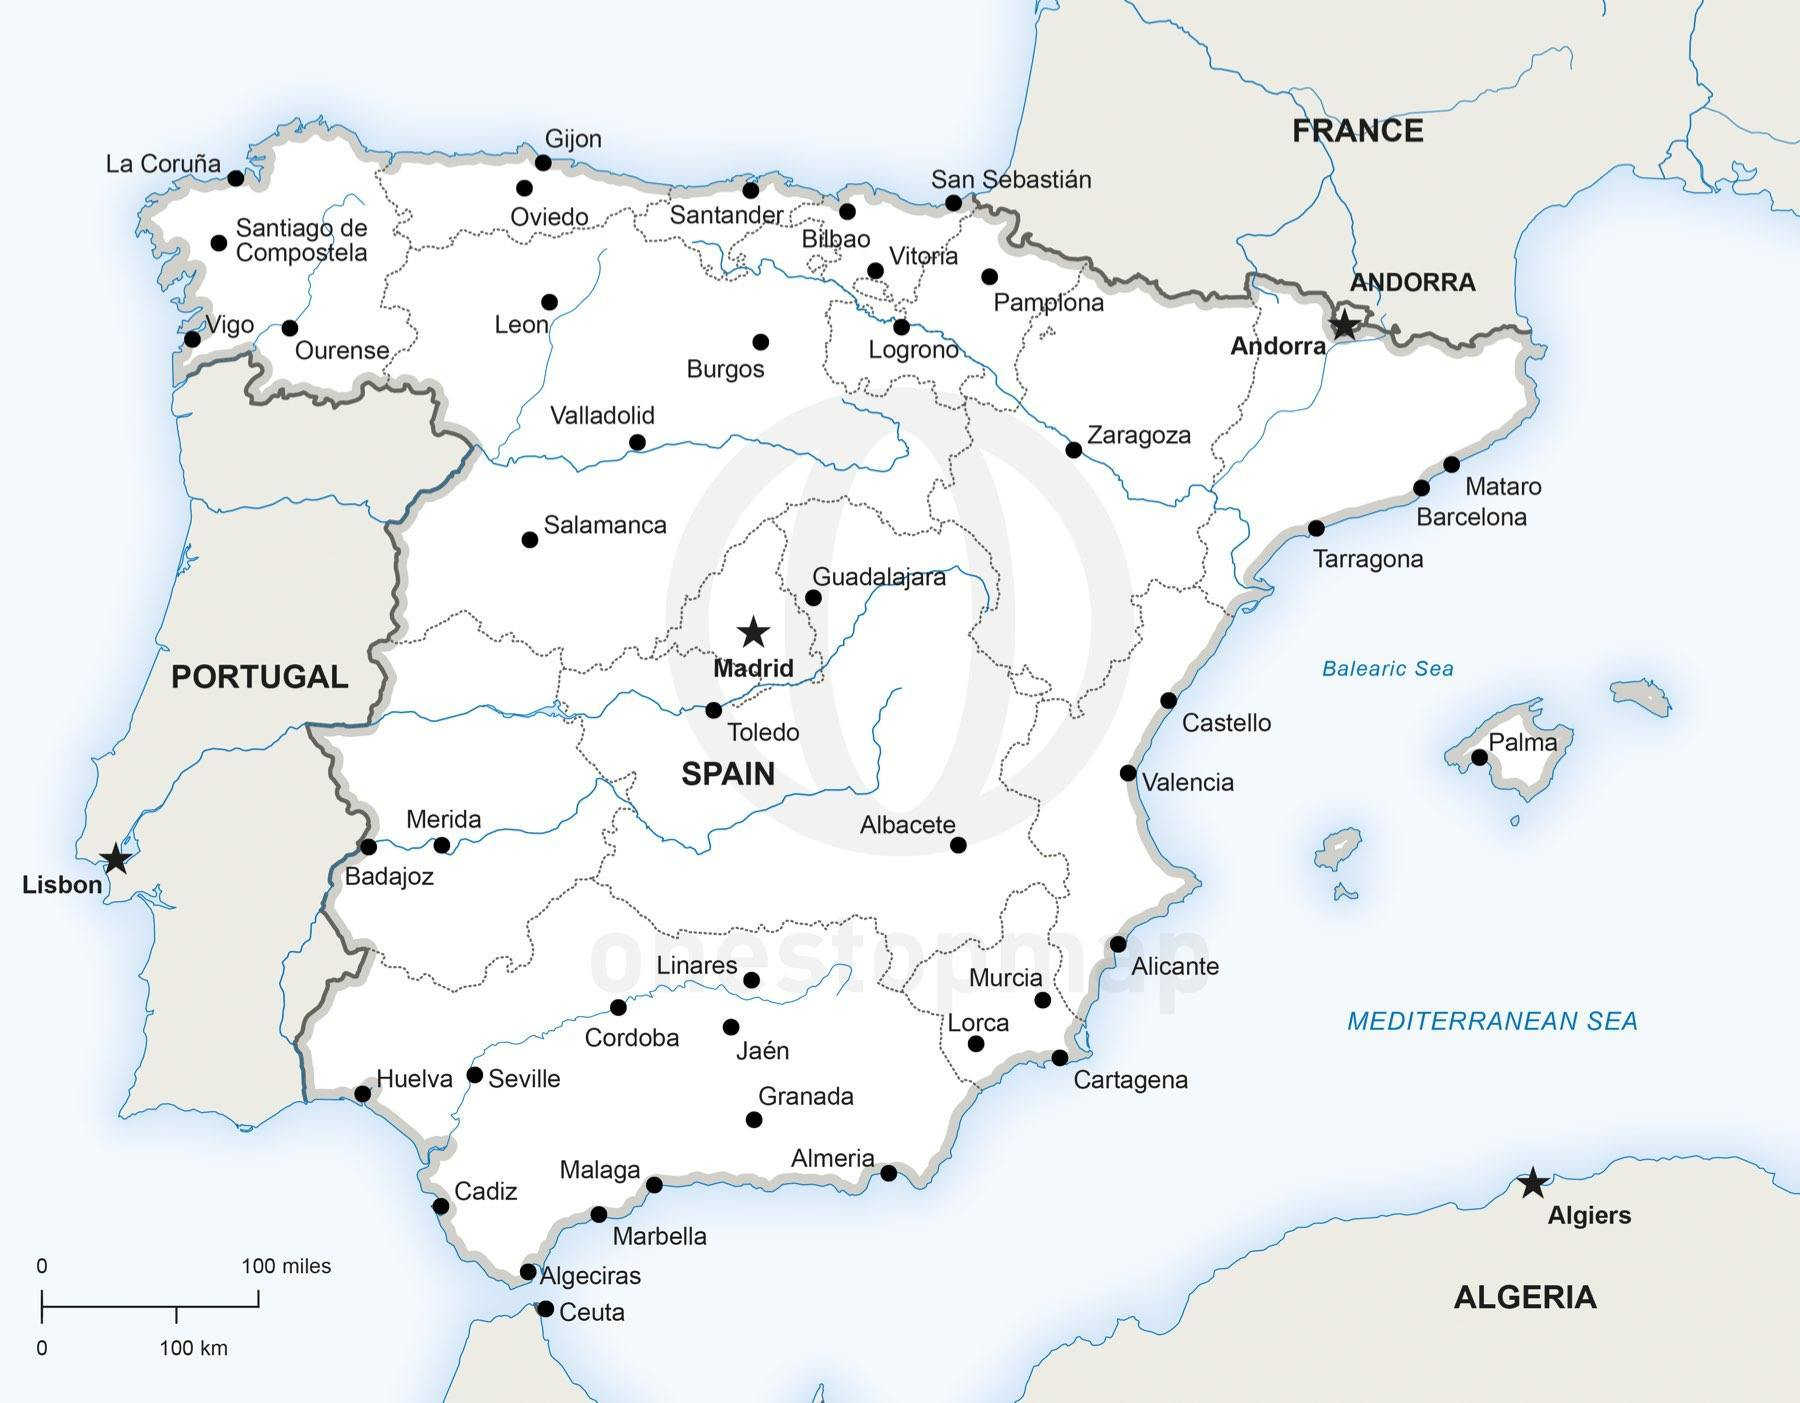 FRANCE
Gijon
La Coruña
San Sebastián
Oviedo
Santander
Santiago de
Compostela
Bilbao
Vitoria
ANDORRA
Pamplona
Leon
Vigo
Ourense
Logrono
Andorra
Burgos
Valladolid
Zaragoza
Mataro
Barcelona
Salamanca
Tarragona
Guadalajara
Madrid
Balearic Sea
PORTUGAL
Castello
Toledo
Palma
SPAIN
Valencia
Merida
Albacete
Badajoz
Lisbon
onestopmap
Linares
Alicante
Murcia
Lorca
MEDITERRANEAN SEA
Cordoba
Jaén
Huelva
Seville
Cartagena
Granada
Almeria
Malaga
Cadiz
Algiers
Marbella
0 100 miles
Algeciras
ALGERIA
Ceuta
0 100 km